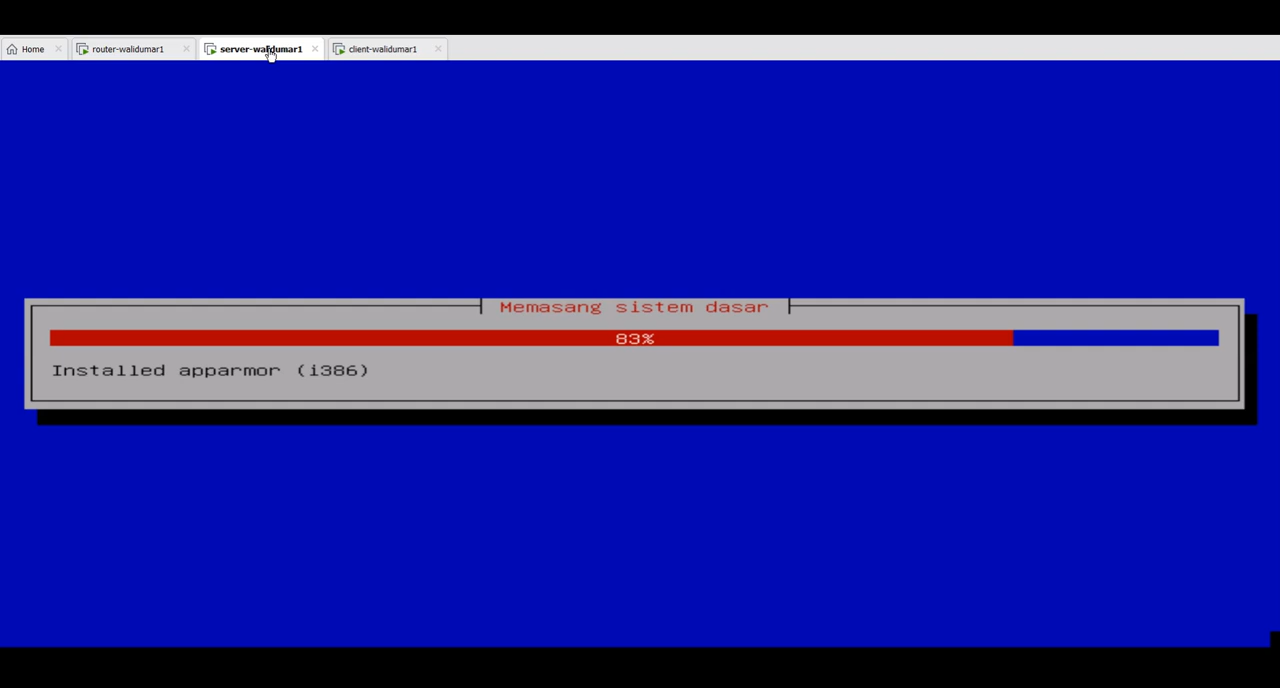 Home router-walidumar1 server-walidumar1 client-walidumar1
Memasang sistem dasar
83%
Installed apparmor (i386)